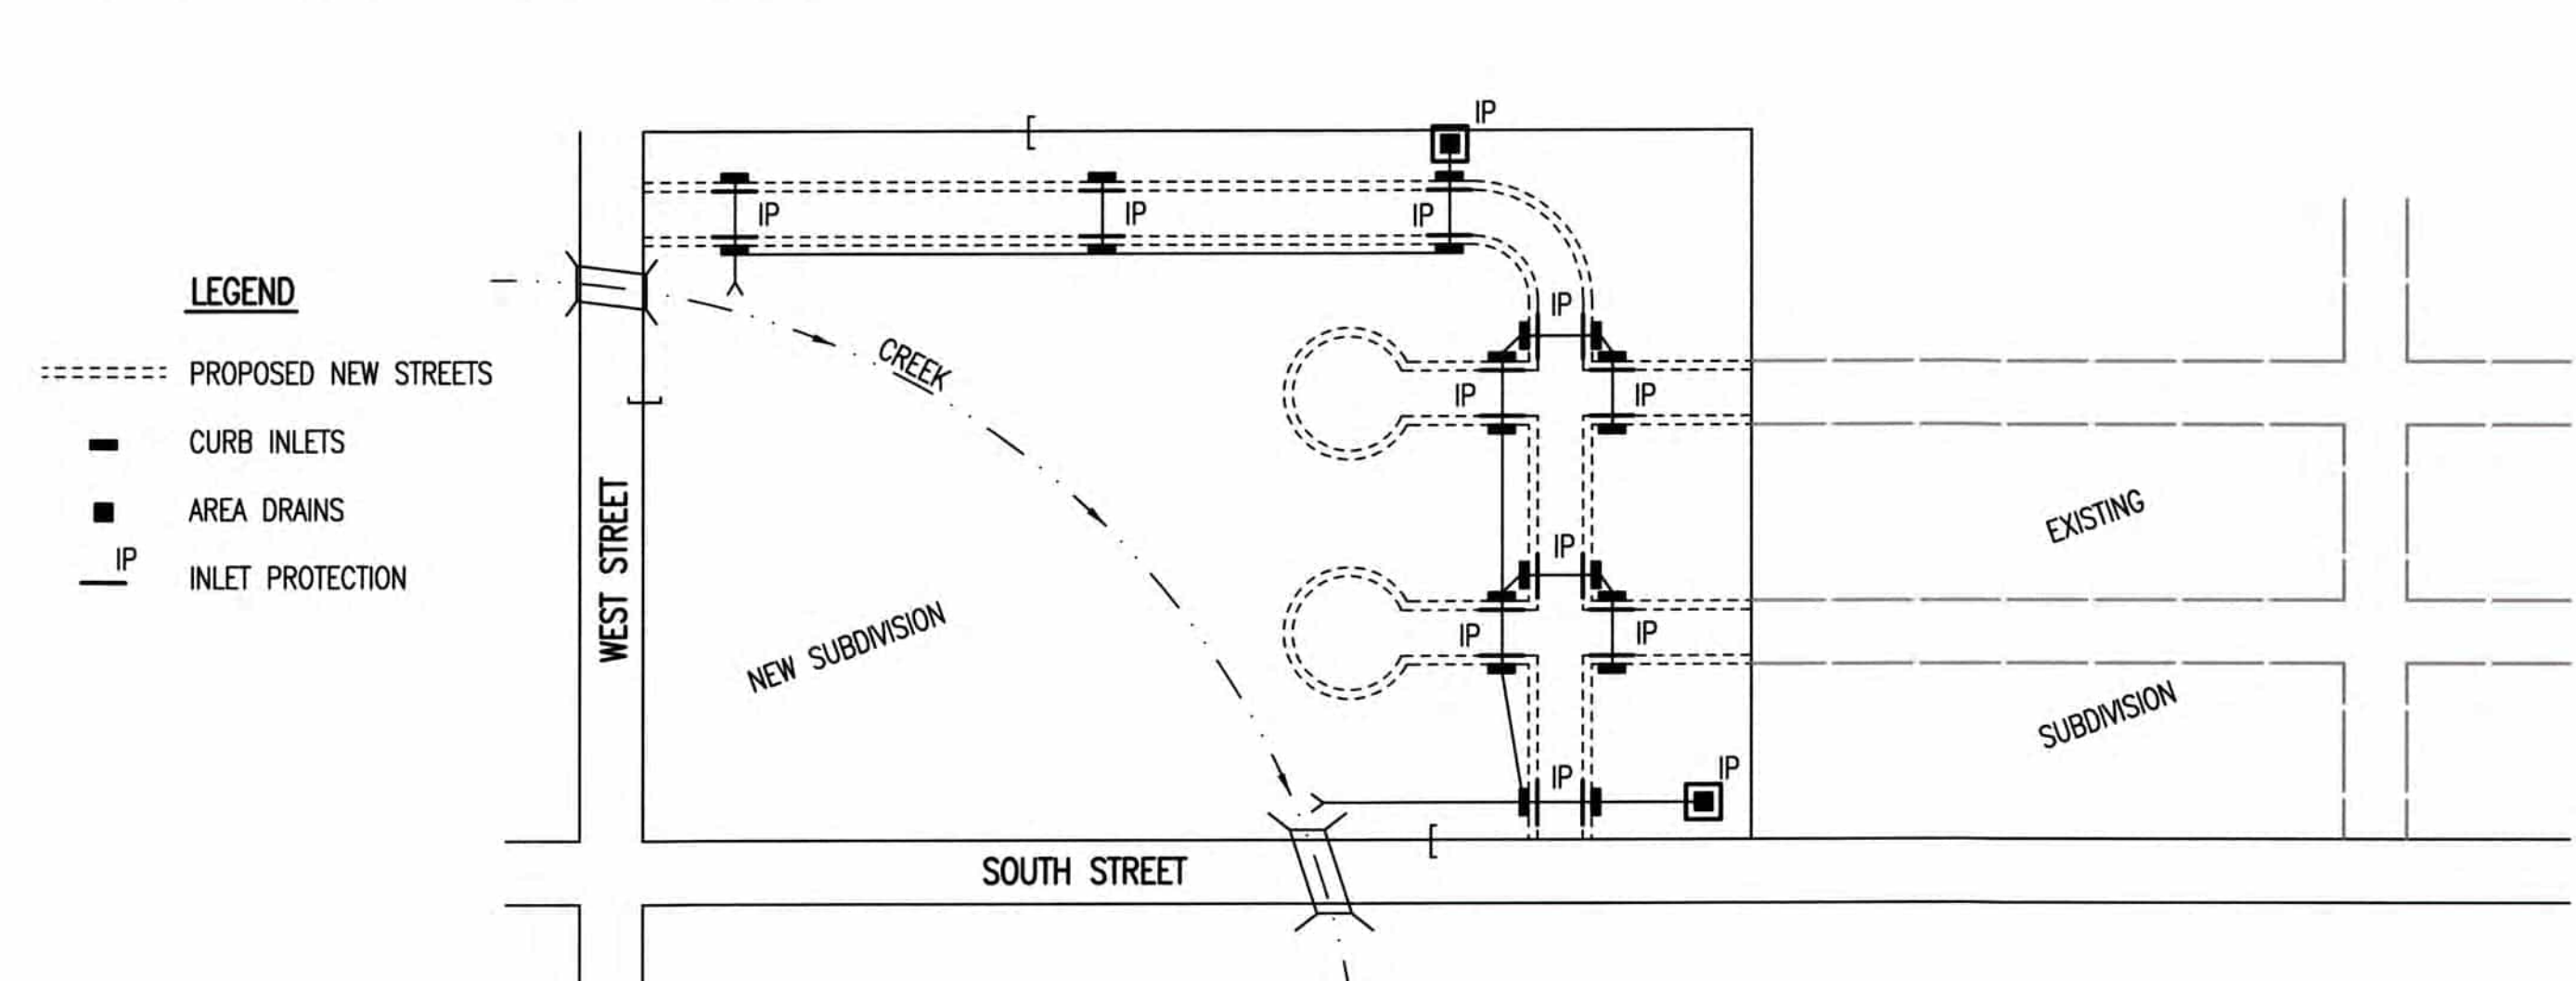 IP
IP
IP
IP
LEGEND
PROPOSED NEW STREETS
CURB INLETS
AREA DRAINS
IP
INLET PROTECTION
WEST STREET
CREEK
NEW SUBDIVISION
IP
IP
IP
IP
IP
IP
IP
IP
EXISTING
SUBDIVISION
SOUTH STREET